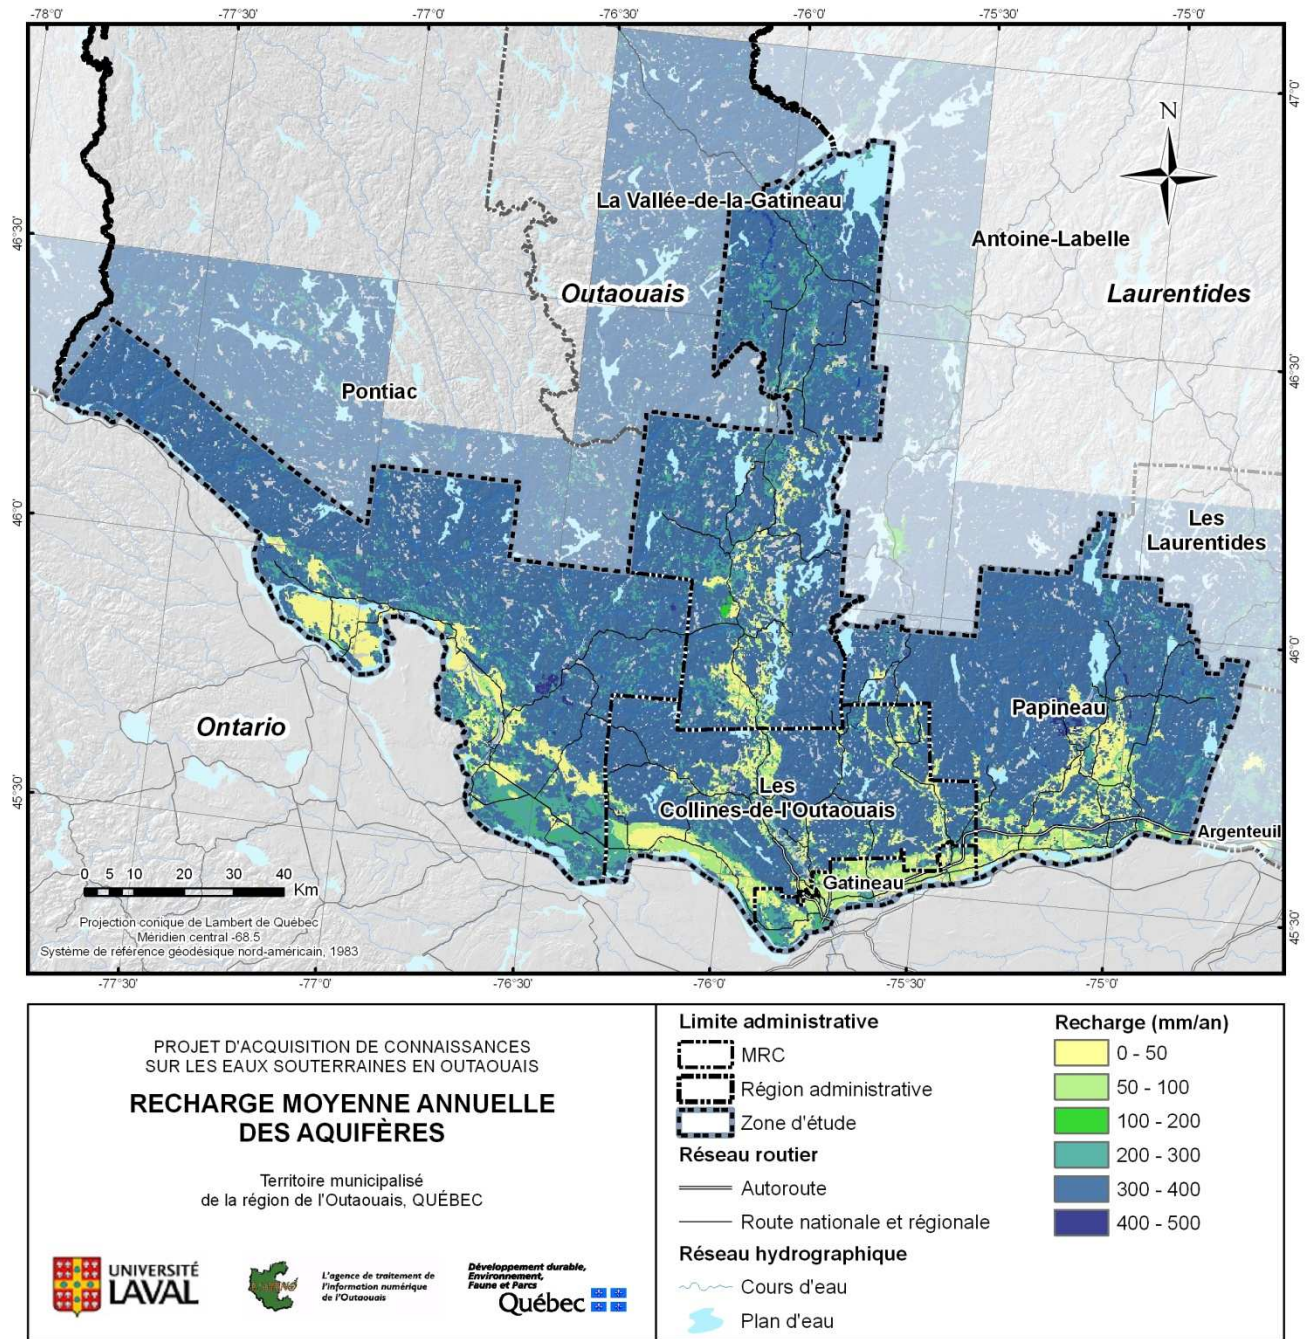 -78°0'
-77°30'
-77°0'
-76°30'
-76°0'
-75°30'
-75°0'
47°0'
N
La Vallée-de-la-Gatineau
Antoine-Labelle
46°30'
Outaouais
Laurentides
46°30'
Pontiac
46°0'
Les
Laurentides
46°0'
Ontario
Papineau
Les
Collines-de-l'Outaouais
45°30'
Argenteuil
Gatineau
0 5 10 20 30 40
Km
45°30'
Projection conique de Lambert de Québec
Méridien central -68.5
Système de référence géodésique nord-américain, 1983
-77°30'
-77°0'
-76°30'
-76°0'
-75°30'
-75°0'
PROJET D'ACQUISITION DE CONNAISSANCES
SUR LES EAUX SOUTERRAINES EN OUTAOUAIS
RECHARGE MOYENNE ANNUELLE
DES AQUIFÈRES
Territoire municipalisé
de la région de l'Outaouais, QUÉBEC
UNIVERSITÉ
LAVAL
L'agence de traitement de
l'information numérique
de l'Outaouais
Développement durable,
Environnement,
Faune et Parcs
Québec
Limite administrative
MRC
Région administrative
Zone d'étude
Réseau routier
Autoroute
Route nationale et régionale
Réseau hydrographique
Cours d'eau
Plan d'eau
Recharge (mm/an)
0 - 50
50 - 100
100 - 200
200 - 300
300 - 400
400 - 500